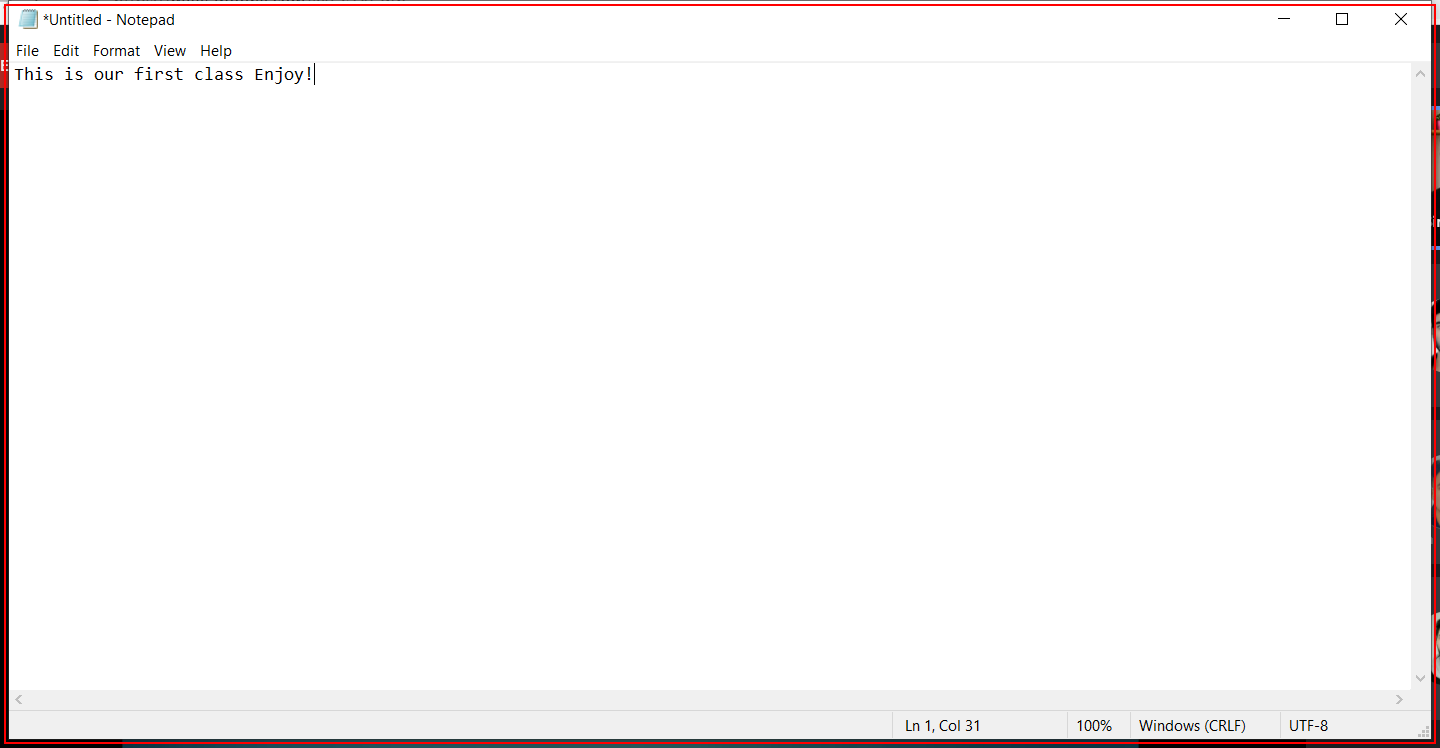 *Untitled - Notepad
File Edit Format View Help
This is our first class Enjoy!
Ln 1, Col 31 100% Windows (CRLF) UTF-8